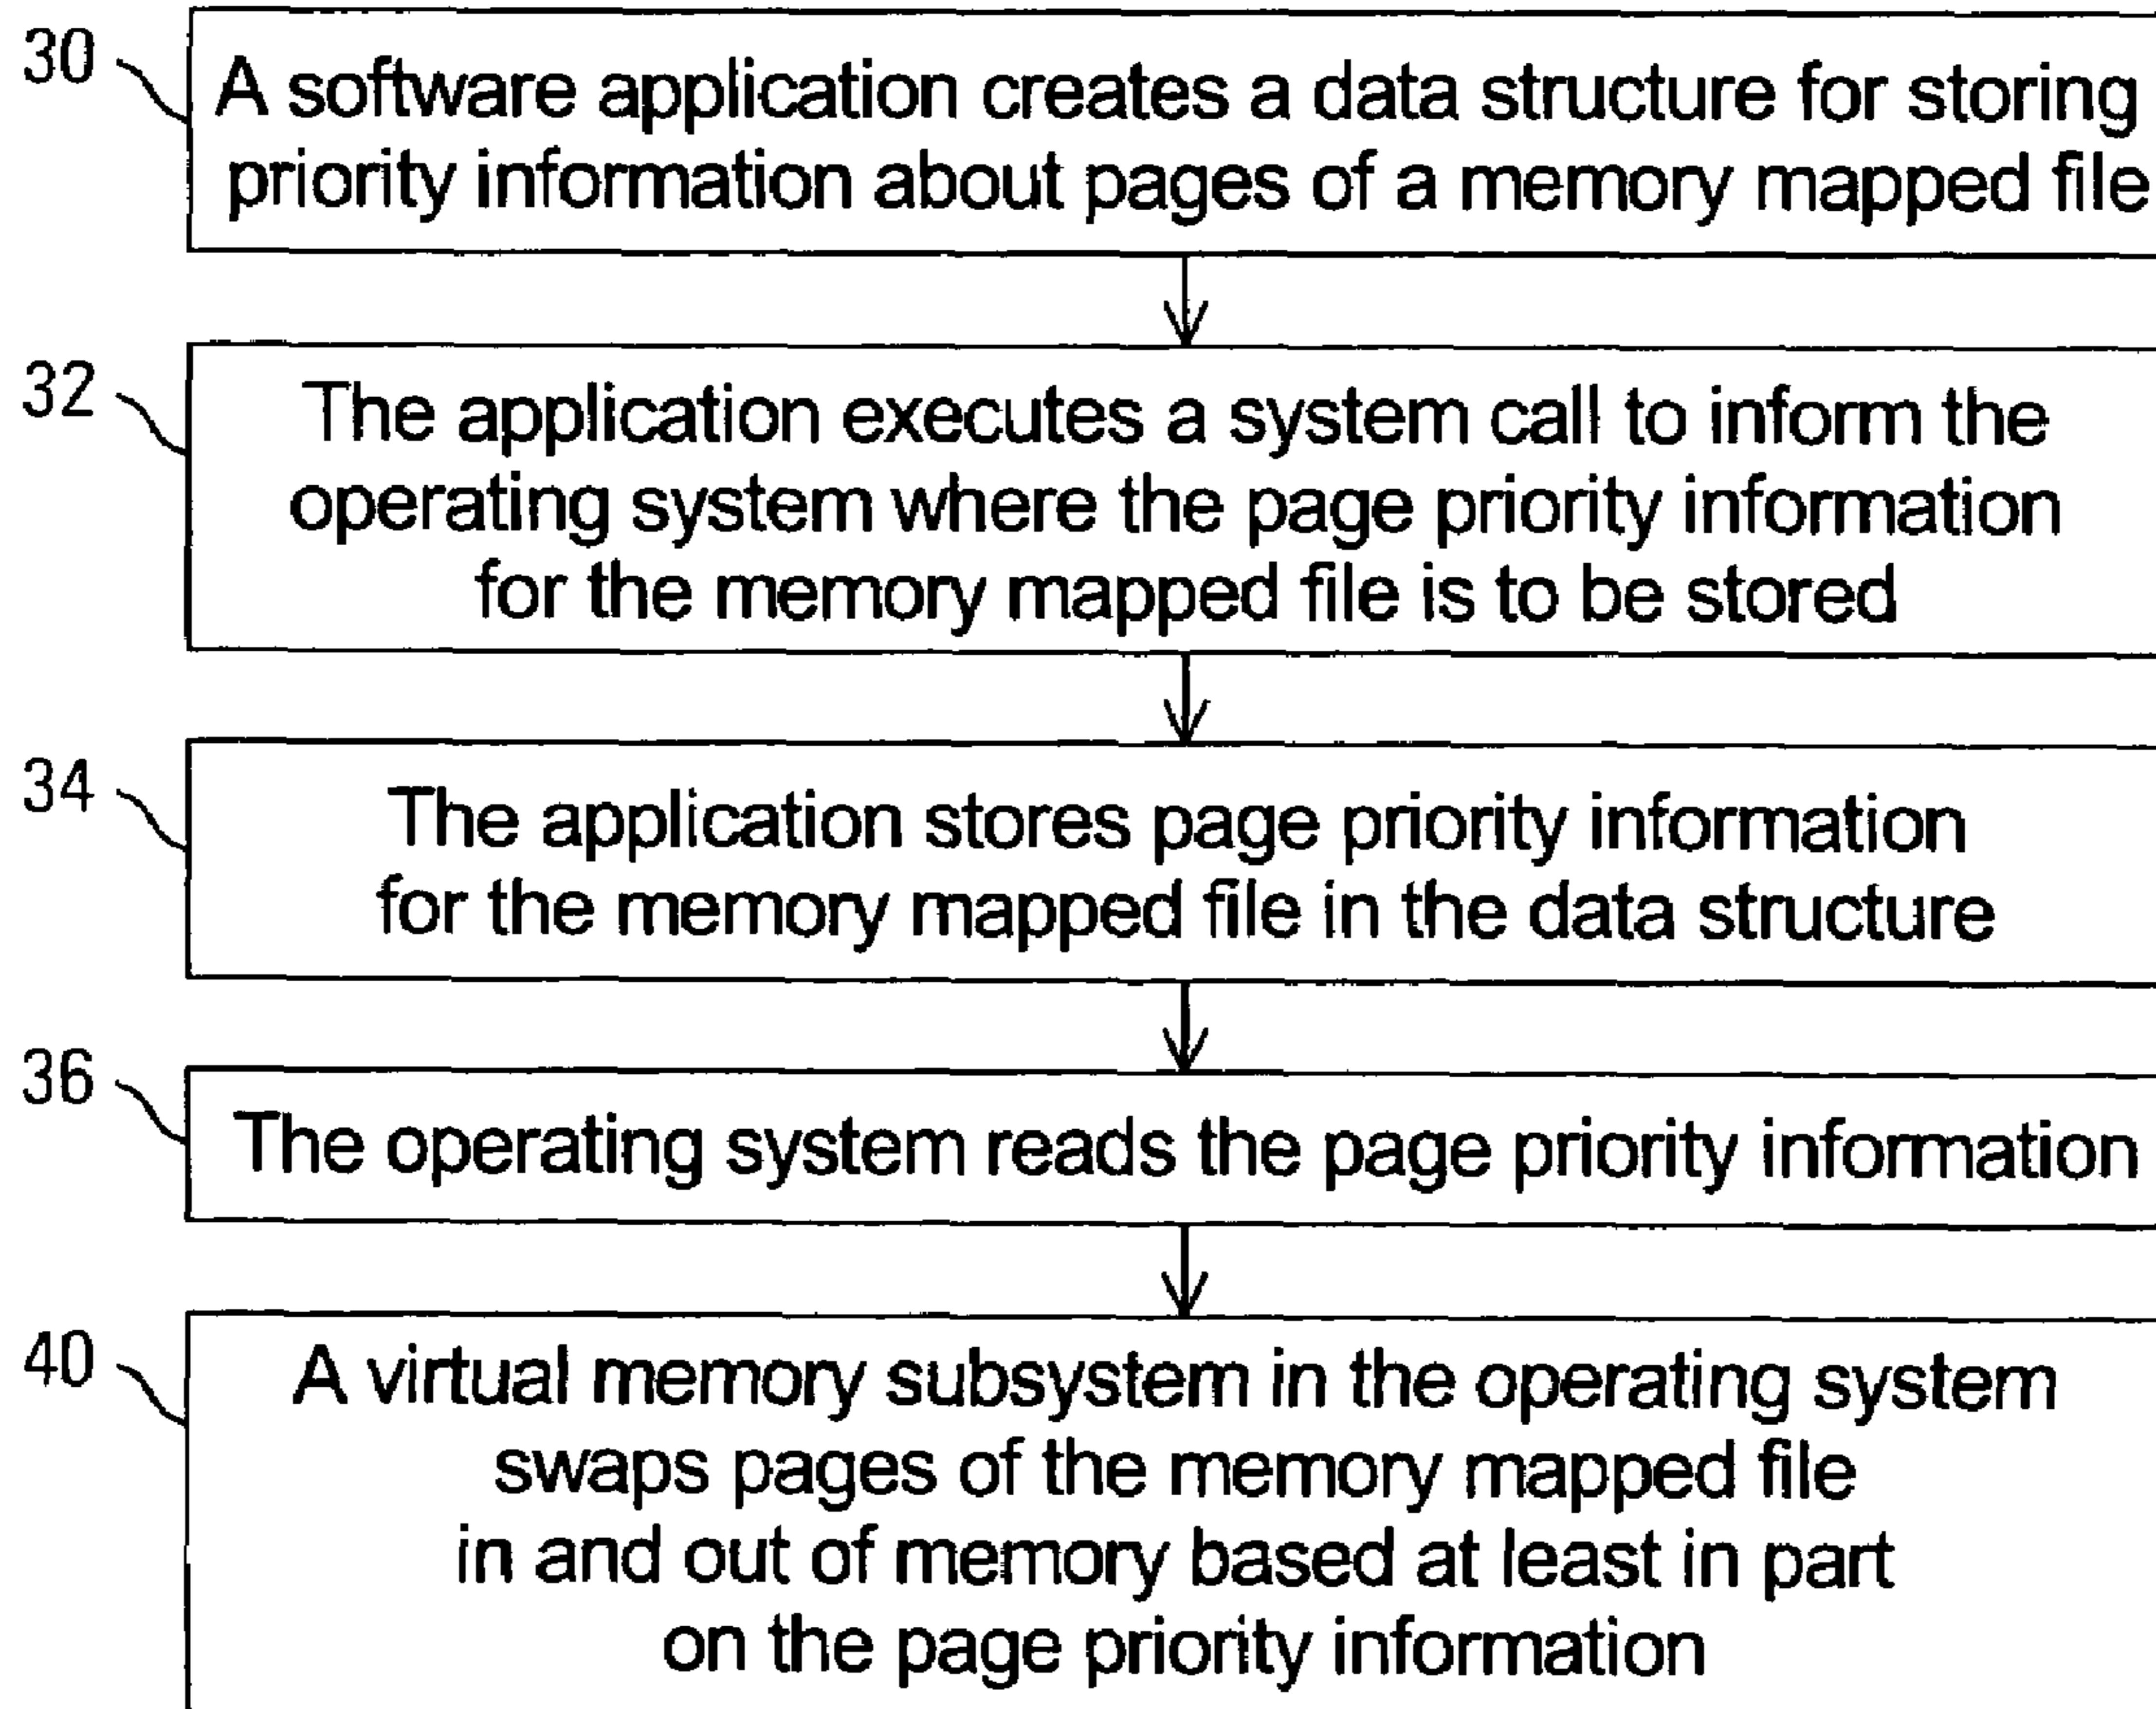 30
A software application creates a data structure for storing
priority information about pages of a memory mapped file
32
The application executes a system call to inform the
operating system where the page priority information
for the memory mapped file is to be stored
34
The application stores page priority information
for the memory mapped file in the data structure
36
The operating system reads the page priority information
40
A virtual memory subsystem in the operating system
swaps pages of the memory mapped file
in and out of memory based at least in part
on the page priority information